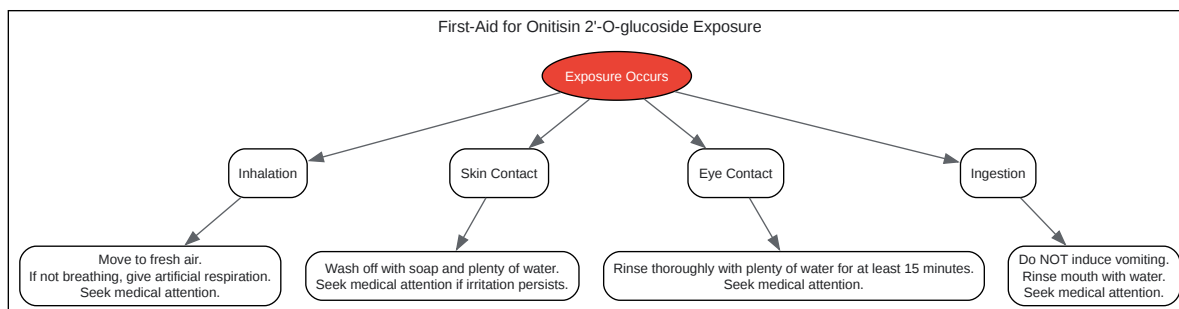 First-Aid for Onitisin 2'-O-glucoside Exposure
Exposure Occurs
Inhalation
Skin Contact
Eye Contact
Ingestion
Move to fresh air.
If not breathing, give artificial respiration.
Seek medical attention.
Wash off with soap and plenty of water.
Seek medical attention if irritation persists.
Rinse thoroughly with plenty of water for at least 15 minutes.
Seek medical attention.
Do NOT induce vomiting.
Rinse mouth with water.
Seek medical attention.